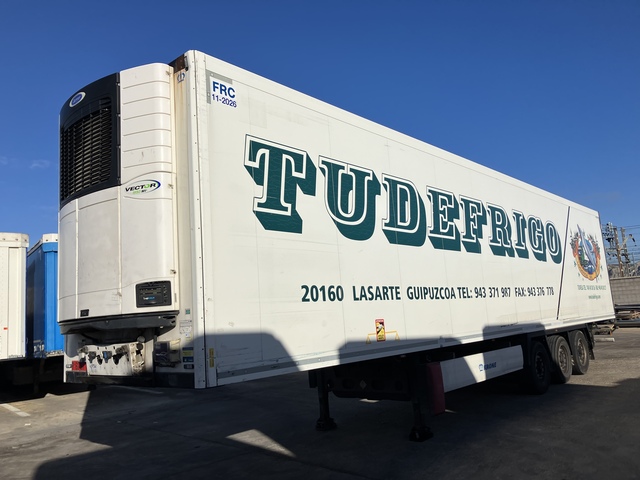 FRC
11-2026
VECTOR
TUDEFRIGO
20160 LASARTE GUIPUZCOA TEL: 943 371 987 FAX: 943 376 778